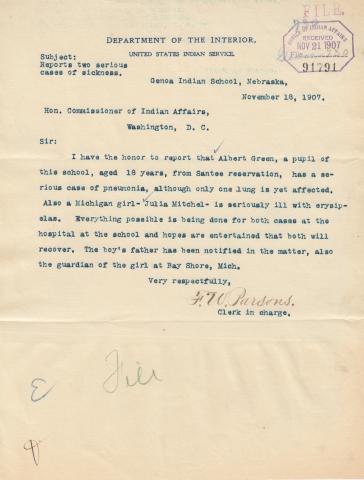 FILE.
DEPARTMENT OF THE INTERIOR,
UNITED STATES INDIAN SERVICE.
OFFICE OF INDIAN AFFAIRS
RECEIVED
NOV 21 1907
91791
Subject:
Reports two serious
cases of sickness.
Genoa Indian School, Nebraska,
November 18, 1907.
Hon. Commissioner of Indian Affairs,
Washington, D. C.
Sir:
I have the honor to report that Albert Green, a pupil of
this school, aged 18 years, from Santee reservation, has a se-
rious case of pneumonia, although only one lung is yet affected.
Also a Michigan girl- Julia Mitchel- is seriously ill with erysip-
elas. Everything possible is being done for both cases at the
hospital at the school and hopes are entertained that both will
recover. The boy's father has been notified in the matter, also
the guardian of the girl at Bay Shore, Mich.
Very respectfully,
F. W. Parsons.
Clerk in charge.
E File